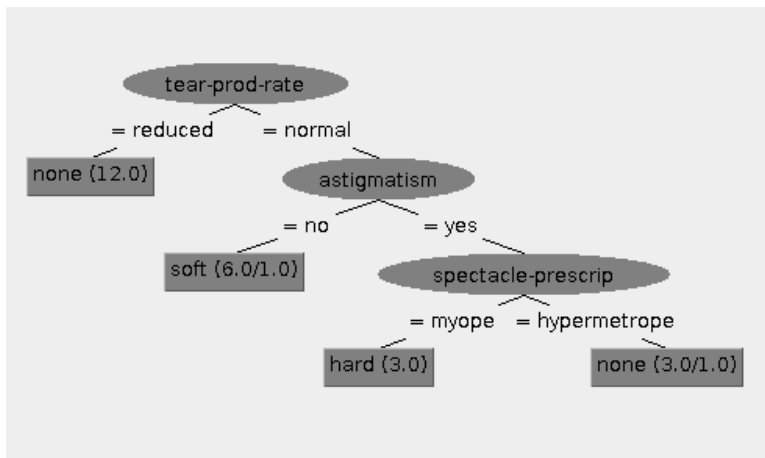 tear-prod-rate
= reduced
= normal
none (12.0)
astigmatism
= no
= yes
soft (6.0/1.0)
spectacle-prescrip
= myope
= hypermetrope
hard (3.0)
none (3.0/1.0)